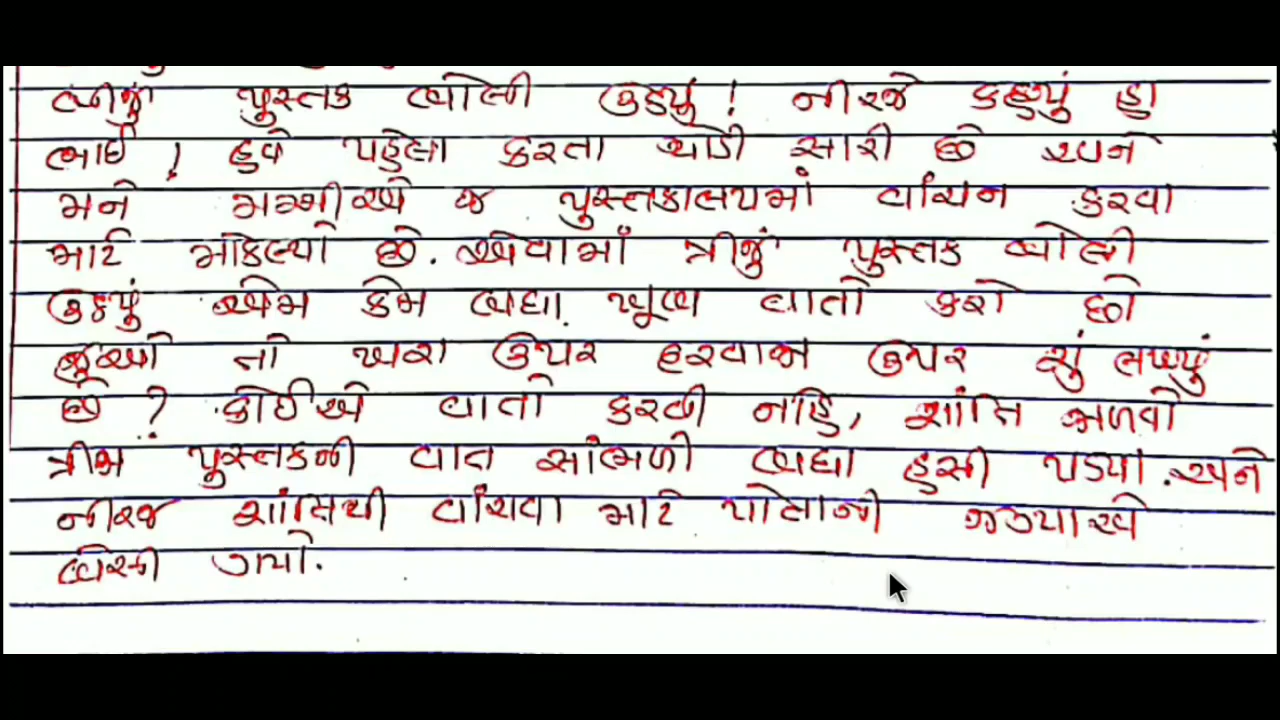 બીજું પુસ્તક બોલી ઉઠ્યું! નીરજે કહ્યું હા
ભાઈ! હવે પહેલા કરતા થોડી સારી છે અને
મને મમ્મીએ જ પુસ્તકાલયમાં વાંચન કરવા
માટે મોકલ્યો છે. એવામાં ત્રીજું પુસ્તક બોલી
ઉઠ્યું એમ કેમ બધા ખૂબ વાતો કરો છો
જુઓ તો ખરા ઉપર દરવાજા ઉપર શું લખ્યું
છે? કોઈએ વાતો કરવી નહિ, શાંતિ જાળવો
ત્રીજા પુસ્તકની વાત સાંભળી બધા હસી પડ્યા. અને
નીરજ શાંતિથી વાંચવા માટે પોતાની જગ્યાએ
બેસી ગયો.